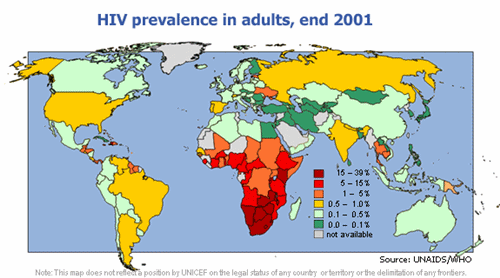 HIV prevalence in adults, end 2001
15 – 39%
5 – 15%
1 – 5%
0.5 – 1.0%
0.1 – 0.5%
0.0 – 0.1%
not available
Source: UNAIDS/WHO
Note: This map does not reflect a position by UNICEF on the legal status of any country or territory or the delimitation of any frontiers.